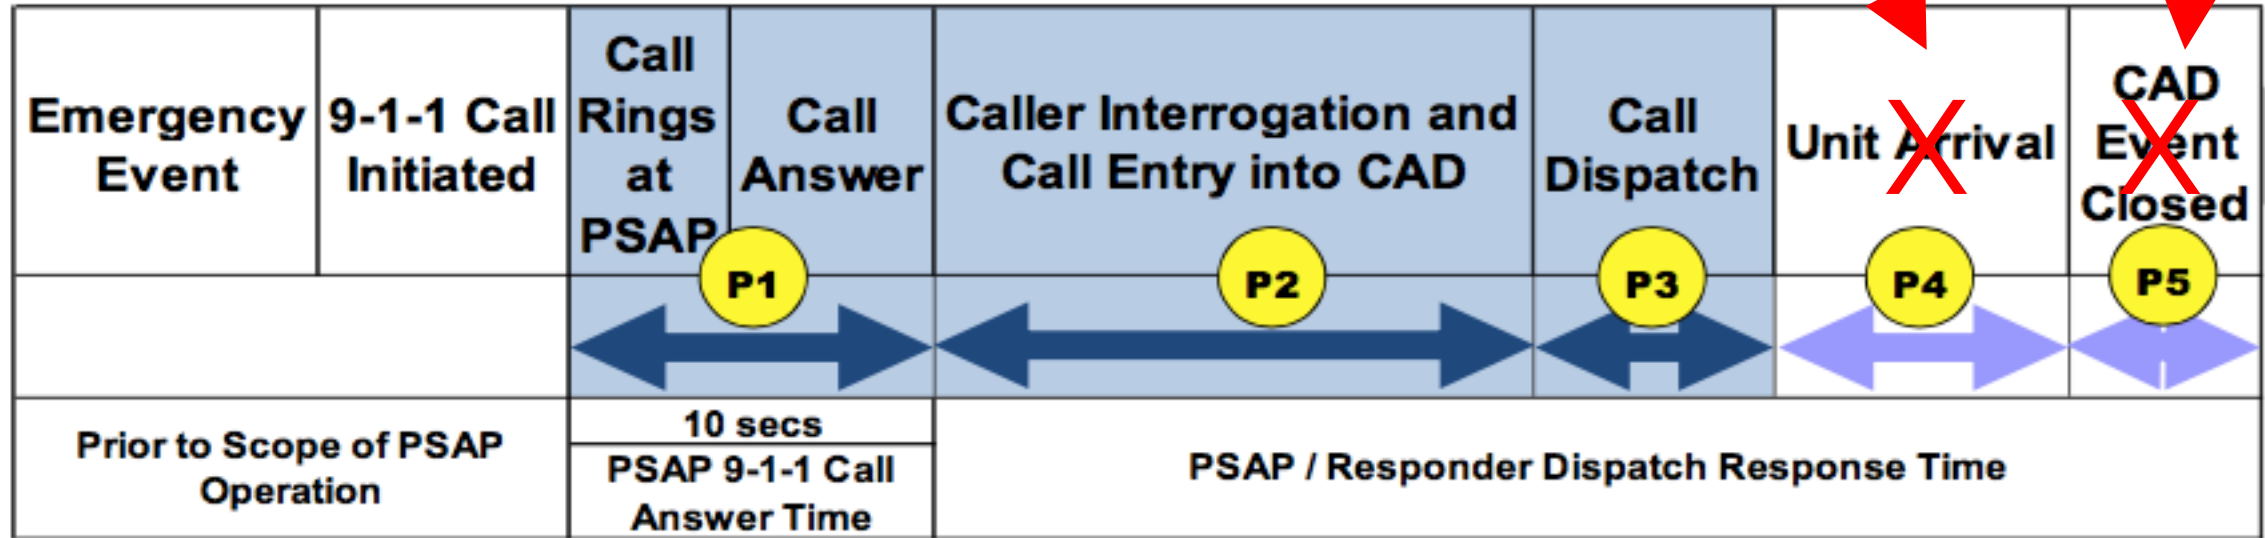 Emergency
Event
9-1-1 Call
Initiated
Call
Rings
at
PSAP
Call
Answer
Caller Interrogation and
Call Entry into CAD
Call
Dispatch
Unit Arrival
CAD
Event
Closed
P1
P2
P3
P4
P5
Prior to Scope of PSAP
Operation
10 secs
PSAP 9-1-1 Call
Answer Time
PSAP / Responder Dispatch Response Time